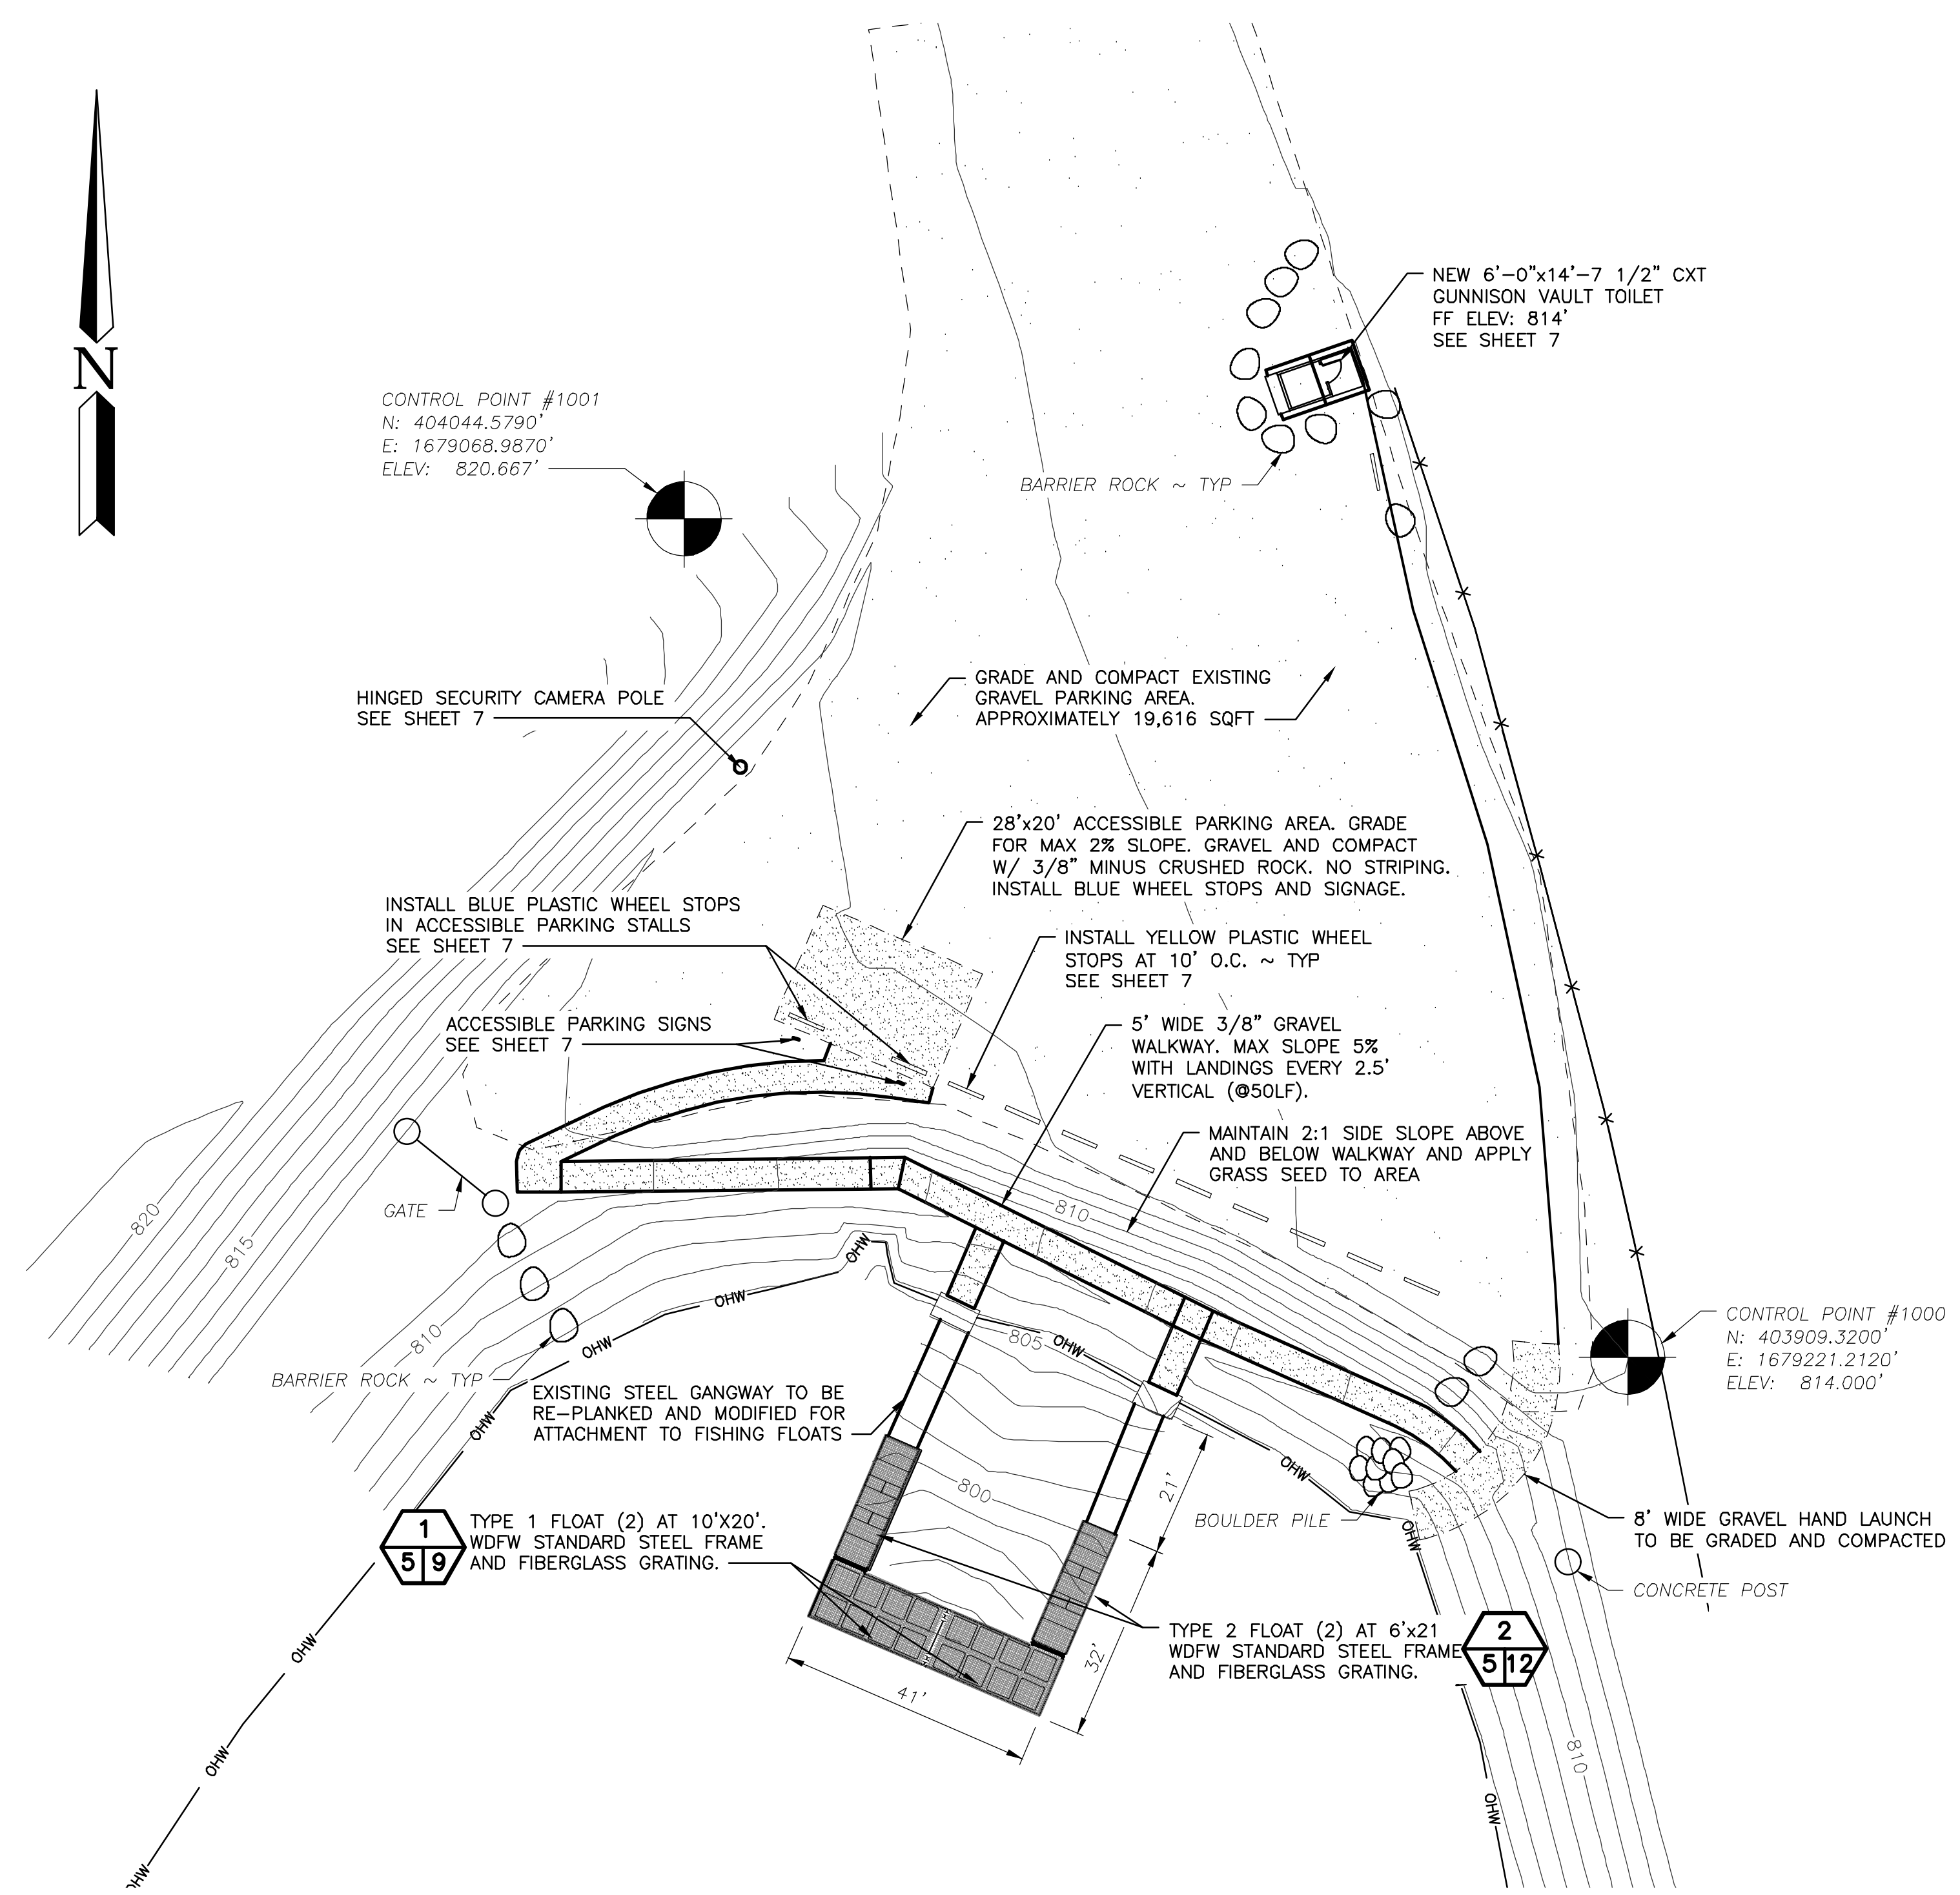 N
NEW 6'-0"x14'-7 1/2" CXT
GUNNISON VAULT TOILET
FF ELEV: 814'
SEE SHEET 7
CONTROL POINT #1001
N: 404044.5790'
E: 1679068.9870'
ELEV: 820.667'
BARRIER ROCK ~ TYP
HINGED SECURITY CAMERA POLE
SEE SHEET 7
GRADE AND COMPACT EXISTING
GRAVEL PARKING AREA.
APPROXIMATELY 19,616 SQFT
28'x20' ACCESSIBLE PARKING AREA. GRADE
FOR MAX 2% SLOPE. GRAVEL AND COMPACT
W/ 3/8" MINUS CRUSHED ROCK. NO STRIPING.
INSTALL BLUE WHEEL STOPS AND SIGNAGE.
INSTALL BLUE PLASTIC WHEEL STOPS
IN ACCESSIBLE PARKING STALLS
SEE SHEET 7
INSTALL YELLOW PLASTIC WHEEL
STOPS AT 10' O.C. ~ TYP
SEE SHEET 7
ACCESSIBLE PARKING SIGNS
SEE SHEET 7
5' WIDE 3/8" GRAVEL
WALKWAY. MAX SLOPE 5%
WITH LANDINGS EVERY 2.5'
VERTICAL (@50LF).
MAINTAIN 2:1 SIDE SLOPE ABOVE
AND BELOW WALKWAY AND APPLY
GRASS SEED TO AREA
GATE
820
815
810
810
805
800
810
OHW
OHW
OHW
OHW
OHW
OHW
OHW
OHW
OHW
OHW
OHW
CONTROL POINT #1000
N: 403909.3200'
E: 1679221.2120'
ELEV: 814.000'
BARRIER ROCK ~ TYP
EXISTING STEEL GANGWAY TO BE
RE-PLANKED AND MODIFIED FOR
ATTACHMENT TO FISHING FLOATS
21'
BOULDER PILE
8' WIDE GRAVEL HAND LAUNCH
TO BE GRADED AND COMPACTED
1
5 9
TYPE 1 FLOAT (2) AT 10'X20'.
WDFW STANDARD STEEL FRAME
AND FIBERGLASS GRATING.
CONCRETE POST
TYPE 2 FLOAT (2) AT 6'x21
WDFW STANDARD STEEL FRAME
AND FIBERGLASS GRATING.
2
5 12
32'
41'